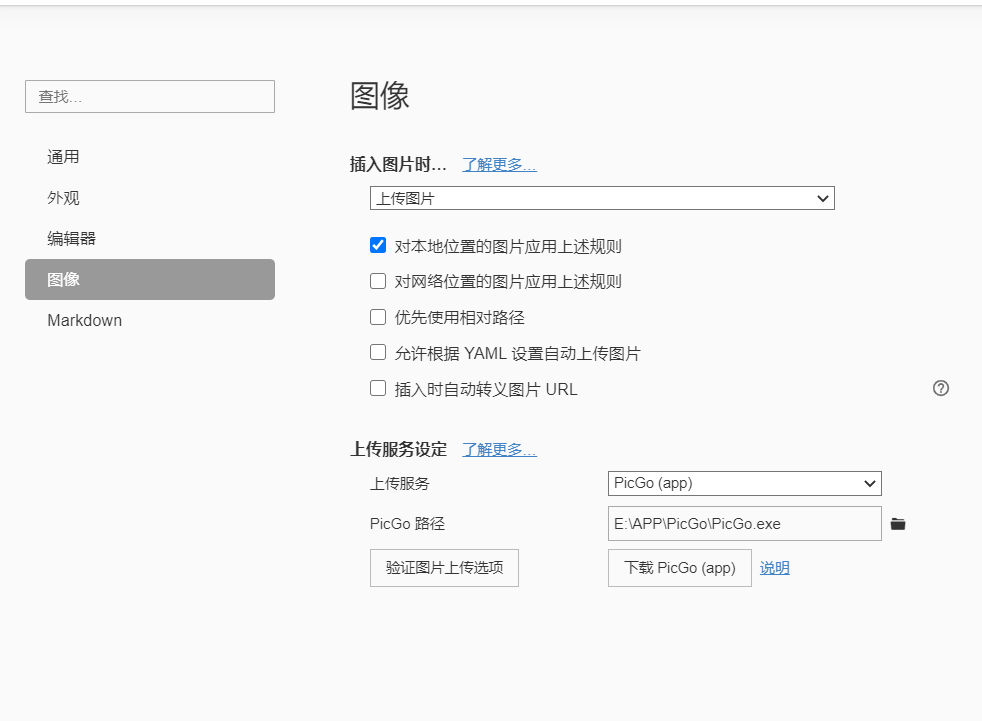 查找...
通用
外观
编辑器
图像
Markdown
图像
插入图片时... 了解更多...
上传图片
对本地位置的图片应用上述规则
对网络位置的图片应用上述规则
优先使用相对路径
允许根据 YAML 设置自动上传图片
插入时自动转义图片 URL
上传服务设定 了解更多...
上传服务 PicGo (app)
PicGo 路径 E:\APP\PicGo\PicGo.exe
验证图片上传选项 下载 PicGo (app) 说明